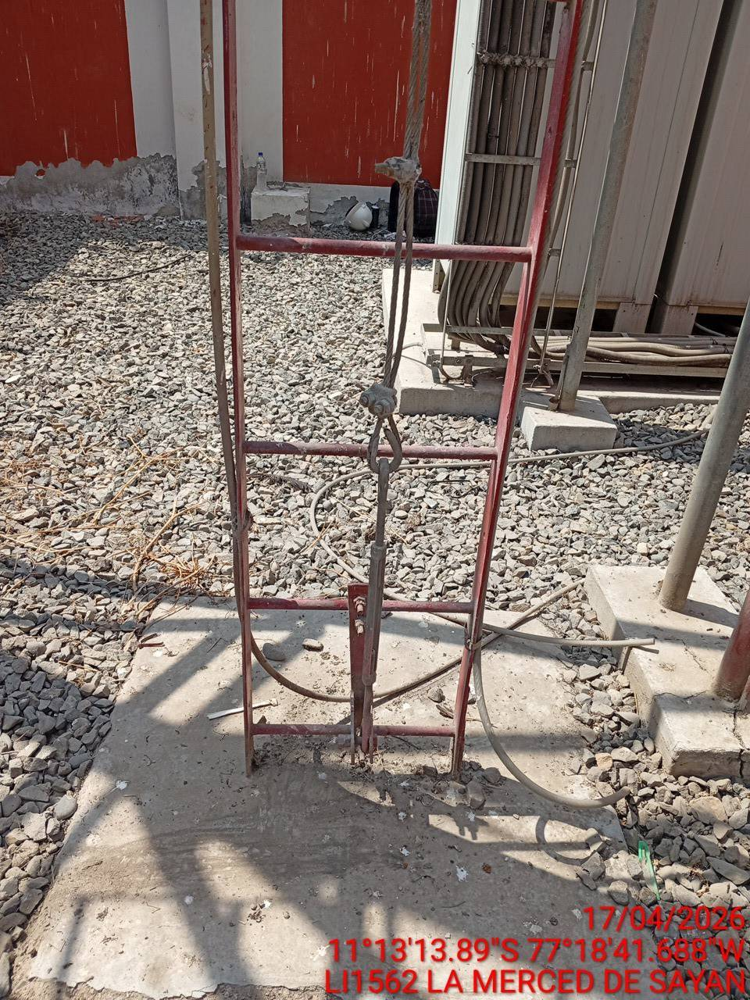 17/04/2026
11°13'13.89"S 77°18'41.688"W
LI1562 LA MERCED DE SAYAN